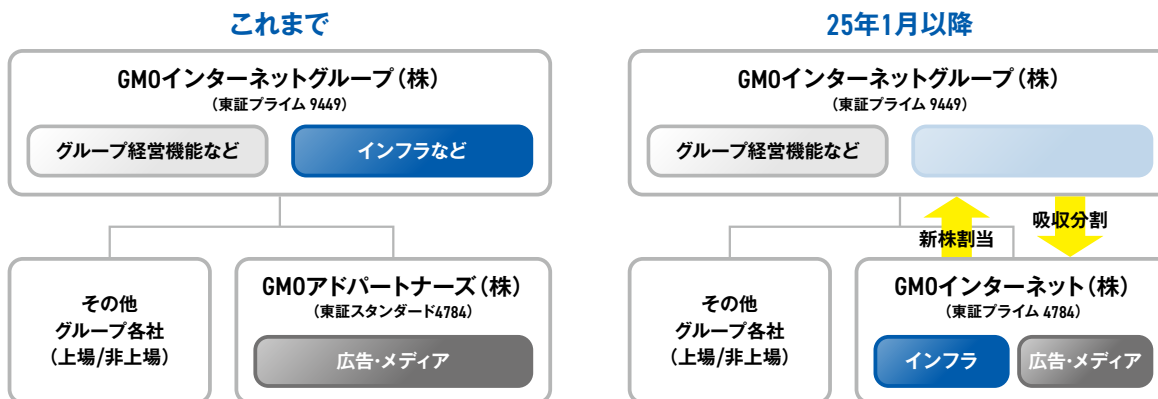 これまで
GMOインターネットグループ(株)
(東証プライム 9449)
グループ経営機能など
インフラなど
その他
グループ各社
(上場/非上場)
GMOアドパートナーズ(株)
(東証スタンダード4784)
広告・メディア
25年1月以降
GMOインターネットグループ(株)
(東証プライム 9449)
グループ経営機能など
新株割当
吸収分割
その他
グループ各社
(上場/非上場)
GMOインターネット(株)
(東証プライム 4784)
インフラ
広告・メディア